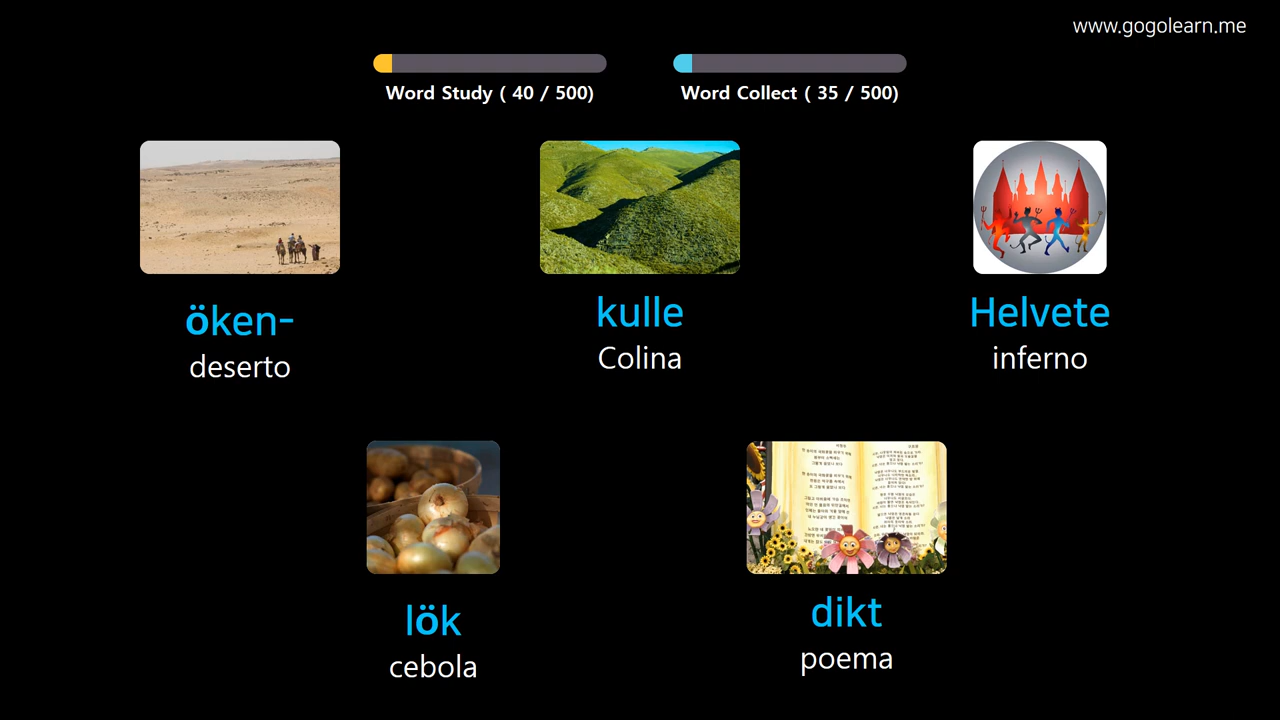 www.gogolearn.me
Word Study ( 40 / 500)
Word Collect ( 35 / 500)
öken-
deserto
kulle
Colina
Helvete
inferno
lök
cebola
dikt
poema